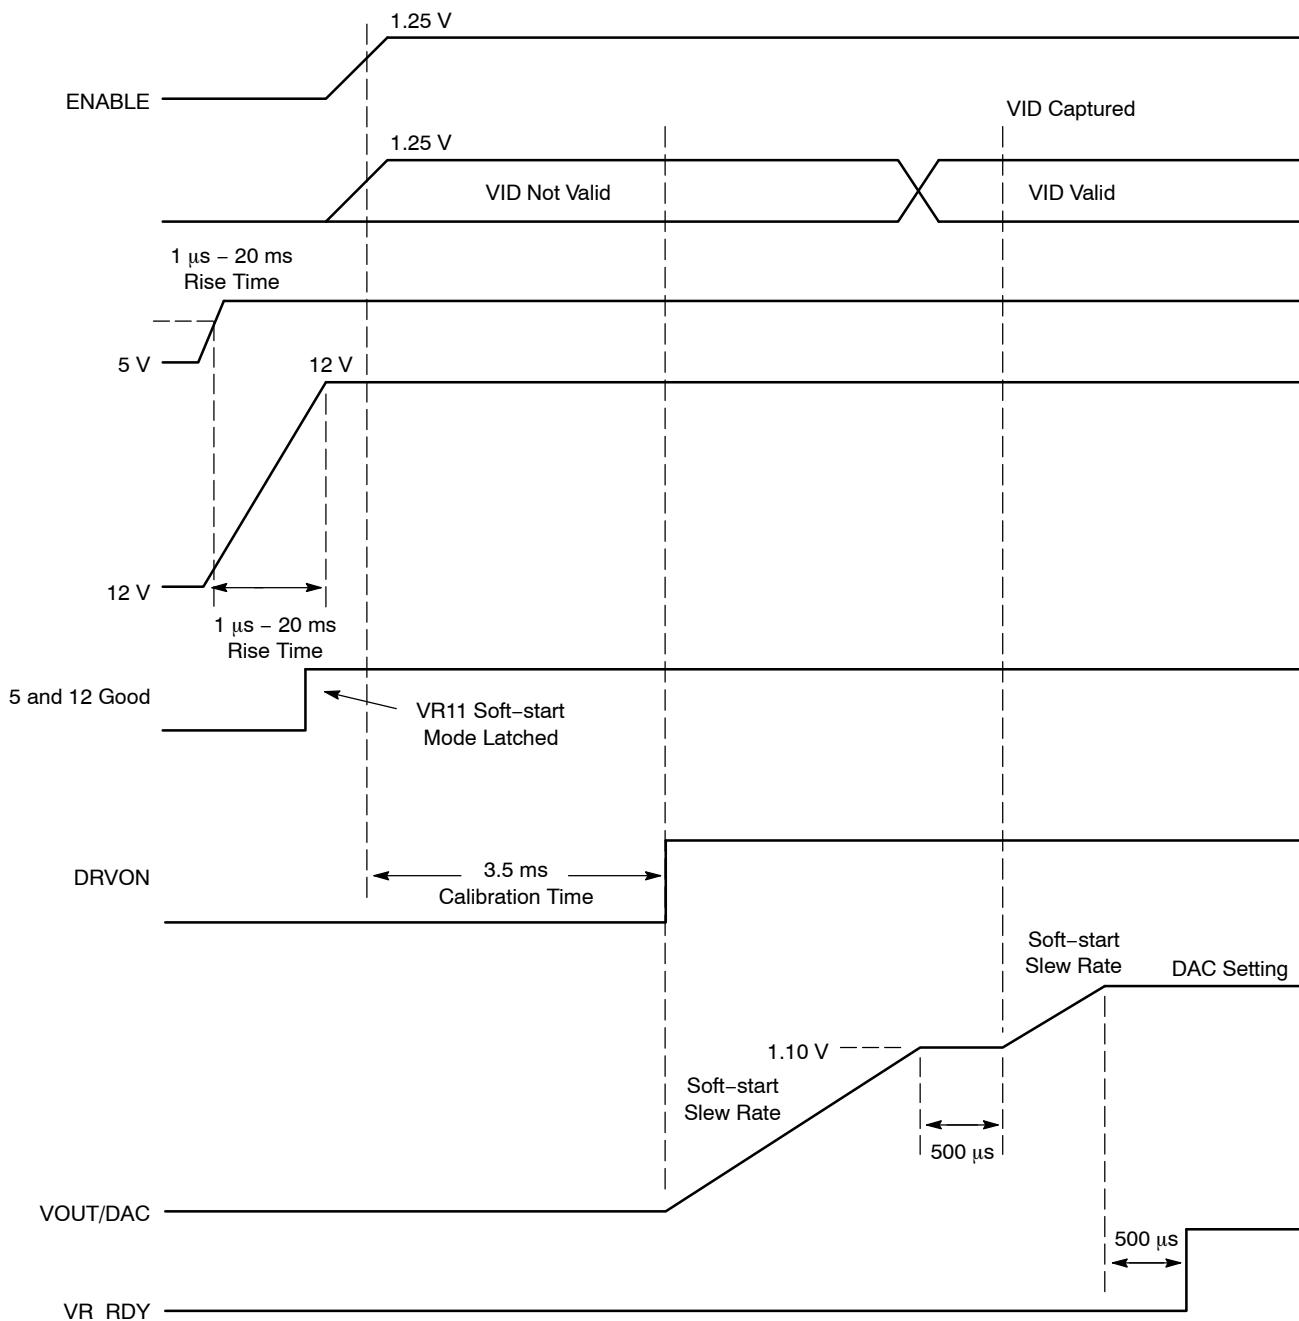 1.25 V
ENABLE
VID Captured
1.25 V
VID Not Valid
VID Valid
1 μs – 20 ms
Rise Time
5 V
12 V
12 V
1 μs – 20 ms
Rise Time
5 and 12 Good
VR11 Soft–start
Mode Latched
DRVON
3.5 ms
Calibration Time
Soft–start
Slew Rate
DAC Setting
1.10 V
Soft–start
Slew Rate
500 μs
VOUT/DAC
500 μs
VR_RDY